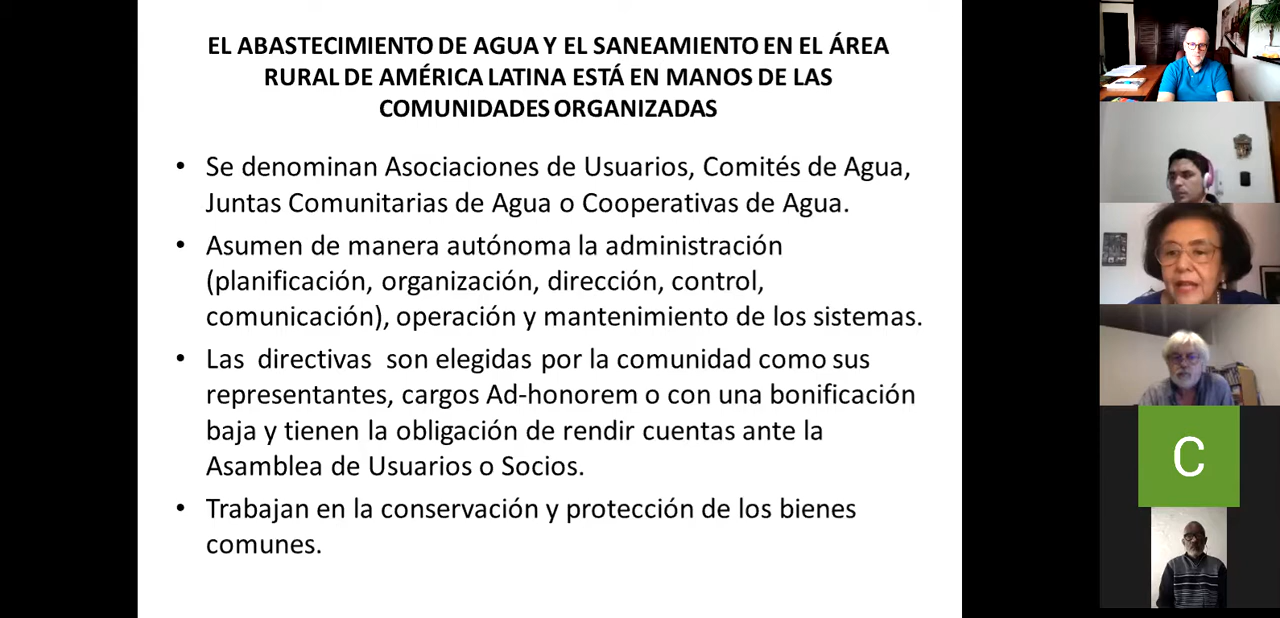 EL ABASTECIMIENTO DE AGUA Y EL SANEAMIENTO EN EL ÁREA
RURAL DE AMÉRICA LATINA ESTÁ EN MANOS DE LAS
COMUNIDADES ORGANIZADAS
• Se denominan Asociaciones de Usuarios, Comités de Agua,
Juntas Comunitarias de Agua o Cooperativas de Agua.
• Asumen de manera autónoma la administración
(planificación, organización, dirección, control,
comunicación), operación y mantenimiento de los sistemas.
• Las directivas son elegidas por la comunidad como sus
representantes, cargos Ad-honorem o con una bonificación
baja y tienen la obligación de rendir cuentas ante la
Asamblea de Usuarios o Socios.
• Trabajan en la conservación y protección de los bienes
comunes.
C